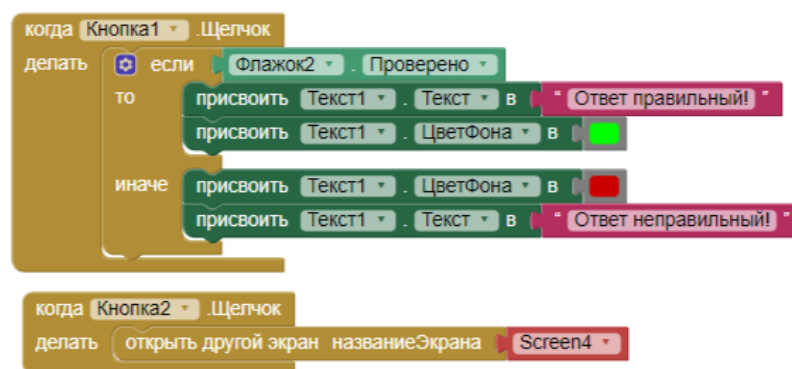 когда Кнопка1 .Щелчок
делать если Флажок2 . Проверено
то присвоить Текст1 . Текст в " Ответ правильный! "
присвоить Текст1 . ЦветФона в
иначе присвоить Текст1 . ЦветФона в
присвоить Текст1 . Текст в " Ответ неправильный! "
когда Кнопка2 .Щелчок
делать открыть другой экран названиеЭкрана Screen4